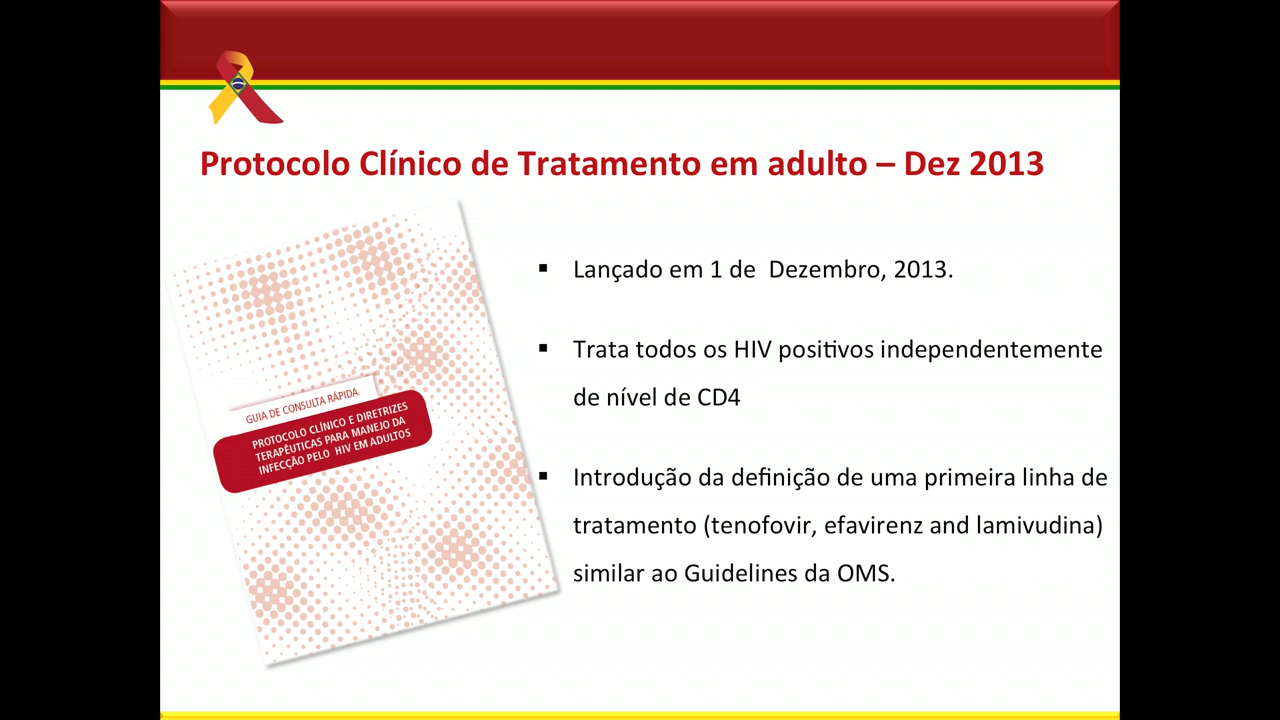 Protocolo Clínico de Tratamento em adulto – Dez 2013
GUIA DE CONSULTA RÁPIDA
PROTOCOLO CLÍNICO E DIRETRIZES
TERAPÊUTICAS PARA MANEJO DA
INFECÇÃO PELO HIV EM ADULTOS
▪ Lançado em 1 de Dezembro, 2013.
▪ Trata todos os HIV positivos independentemente
de nível de CD4
▪ Introdução da definição de uma primeira linha de
tratamento (tenofovir, efavirenz and lamivudina)
similar ao Guidelines da OMS.